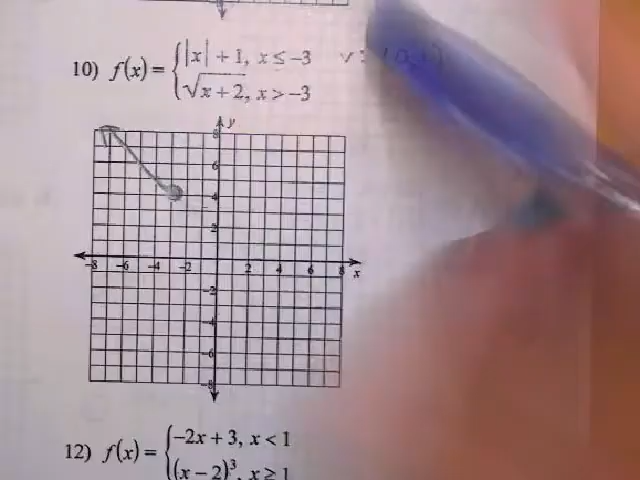 10) f(x) = { |x| + 1, x ≤ -3
√x + 2, x > -3
y
8
6
4
2
-8 -6 -4 -2 2 4 6 8 x
-2
-4
-6
-8
12) f(x) = { -2x + 3, x < 1
(x - 2)³, x ≥ 1